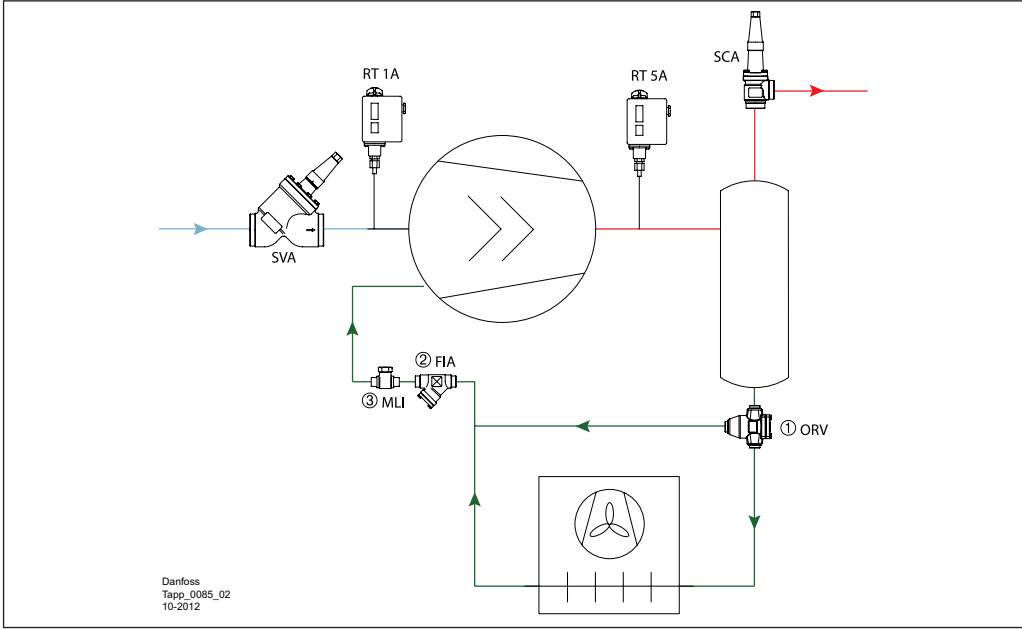 SCA
RT 1A
RT 5A
SVA
② FIA
③ MLI
① ORV
Danfoss
Tapp_0085_02
10-2012